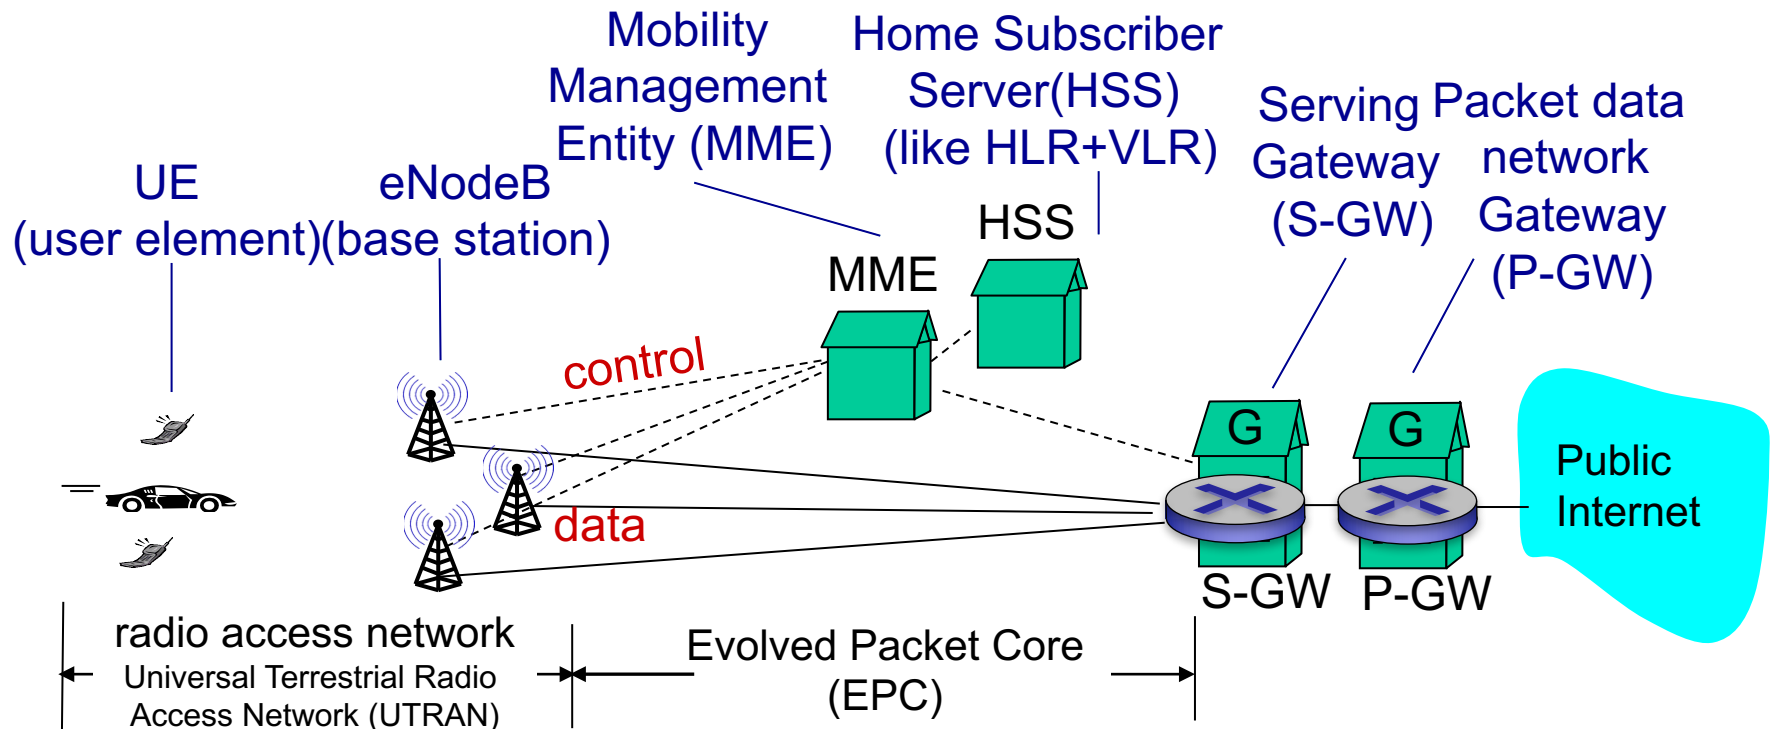 Mobility
Management
Entity (MME)
Home Subscriber
Server(HSS)
(like HLR+VLR)
Serving
Gateway
(S-GW)
Packet data
network
Gateway
(P-GW)
UE
(user element)
eNodeB
(base station)
HSS
MME
control
data
G
G
Public
Internet
S-GW
P-GW
radio access network
Universal Terrestrial Radio
Access Network (UTRAN)
Evolved Packet Core
(EPC)